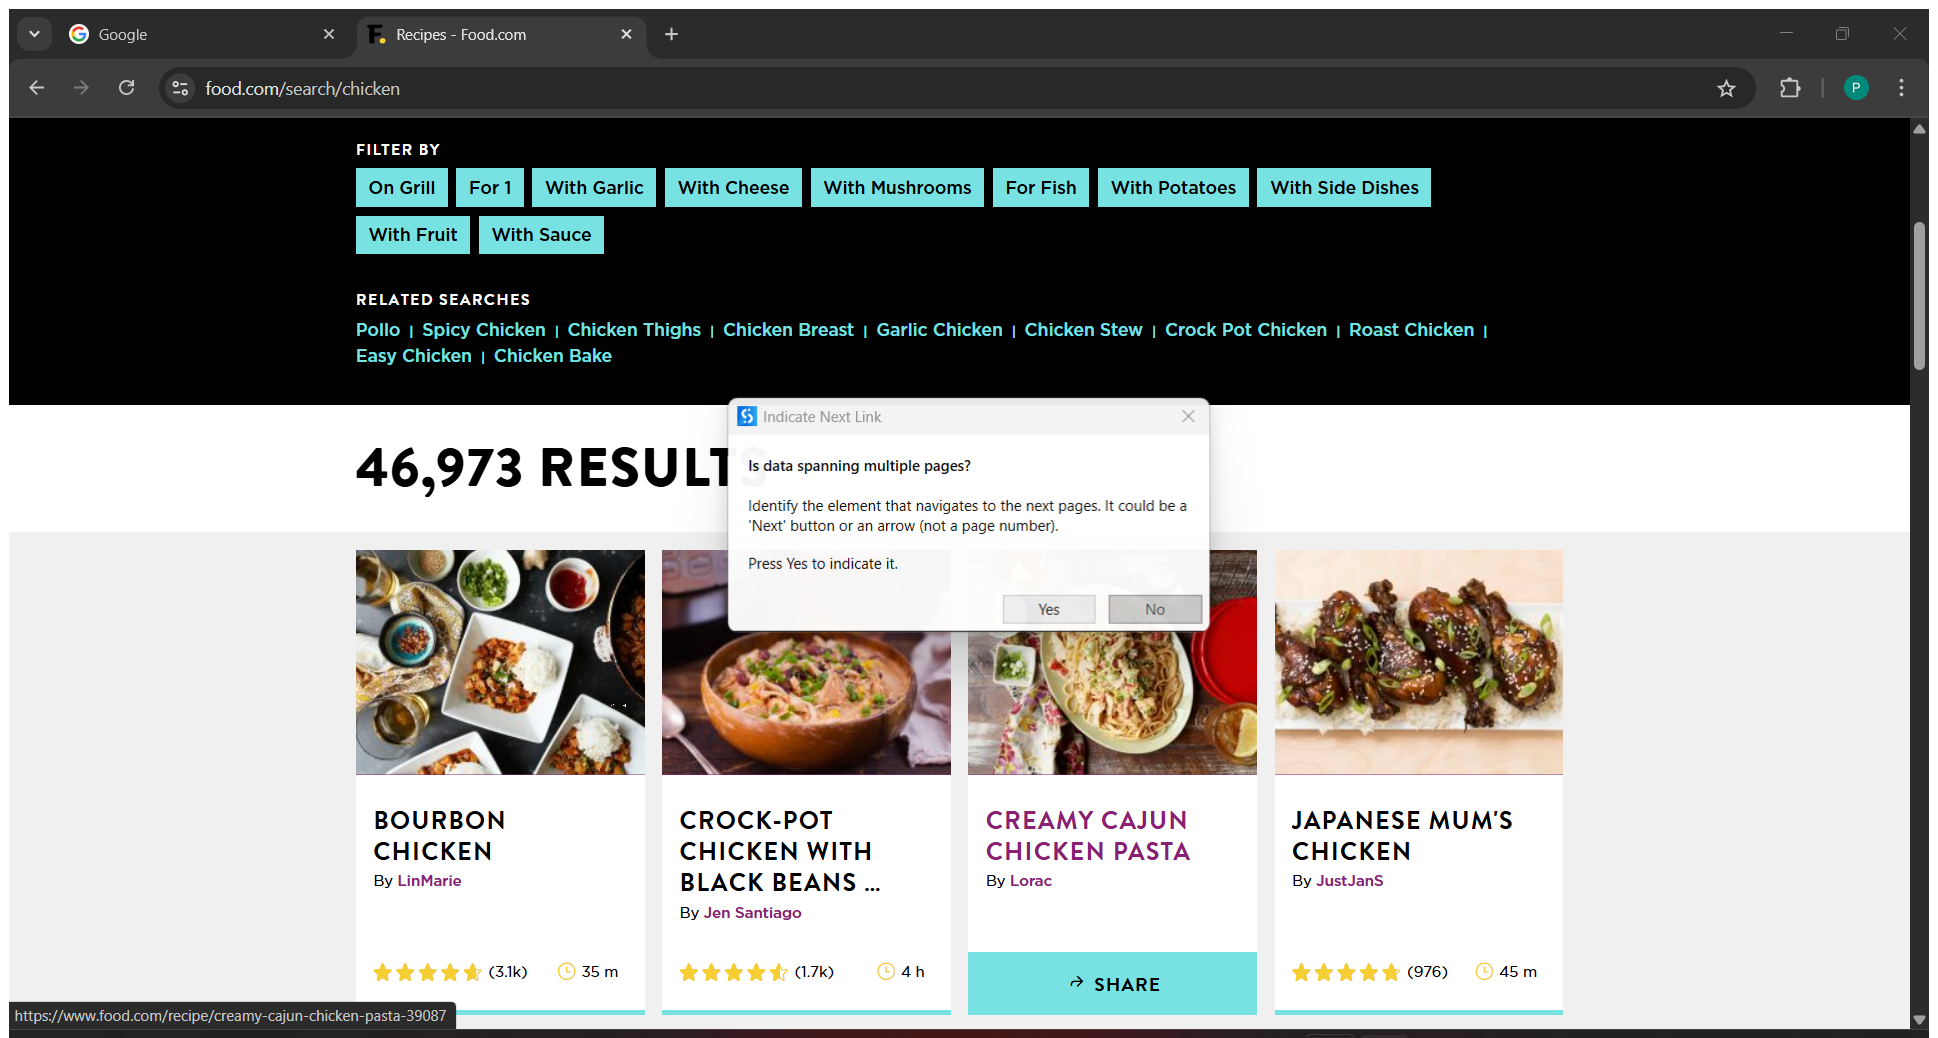 Google
Recipes - Food.com
food.com/search/chicken
P
FILTER BY
On Grill For 1 With Garlic With Cheese With Mushrooms For Fish With Potatoes With Side Dishes
With Fruit With Sauce
RELATED SEARCHES
Pollo | Spicy Chicken | Chicken Thighs | Chicken Breast | Garlic Chicken | Chicken Stew | Crock Pot Chicken | Roast Chicken |
Easy Chicken | Chicken Bake
46,973 RESULTS
Indicate Next Link
Is data spanning multiple pages?
Identify the element that navigates to the next pages. It could be a
'Next' button or an arrow (not a page number).
Press Yes to indicate it.
Yes No
BOURBON
CHICKEN
By LinMarie
(3.1k) 35 m
CROCK-POT
CHICKEN WITH
BLACK BEANS ...
By Jen Santiago
(1.7k) 4 h
CREAMY CAJUN
CHICKEN PASTA
By Lorac
SHARE
JAPANESE MUM'S
CHICKEN
By JustJanS
(976) 45 m
https://www.food.com/recipe/creamy-cajun-chicken-pasta-39087